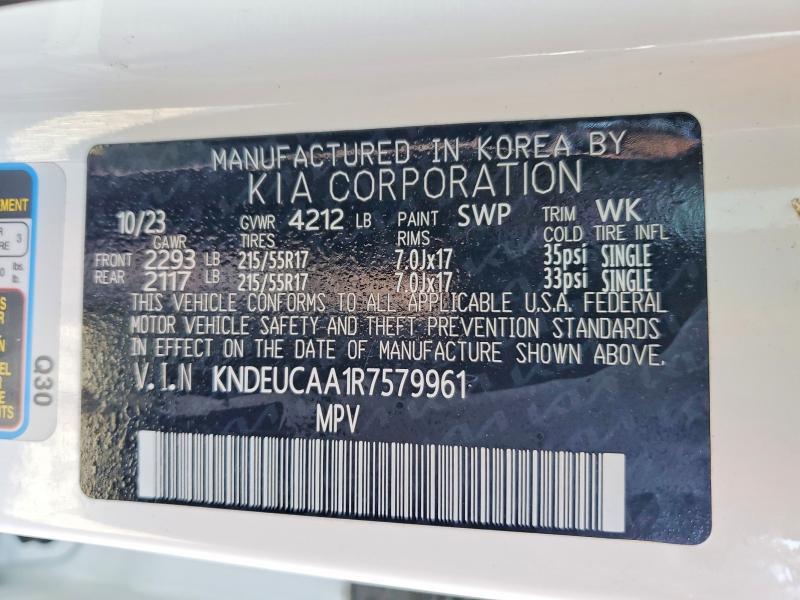 MANUFACTURED IN KOREA BY
KIA CORPORATION
10/23 GVWR 4212 LB PAINT SWP TRIM WK
GAWR TIRES RIMS COLD TIRE INFL
FRONT 2293 LB 215/55R17 7.0Jx17 35psi SINGLE
REAR 2117 LB 215/55R17 7.0Jx17 33psi SINGLE
THIS VEHICLE CONFORMS TO ALL APPLICABLE U.S.A. FEDERAL
MOTOR VEHICLE SAFETY AND THEFT PREVENTION STANDARDS
IN EFFECT ON THE DATE OF MANUFACTURE SHOWN ABOVE.
V.I.N KNDEUCAA1R7579961
MPV
Q30
3
lbs.